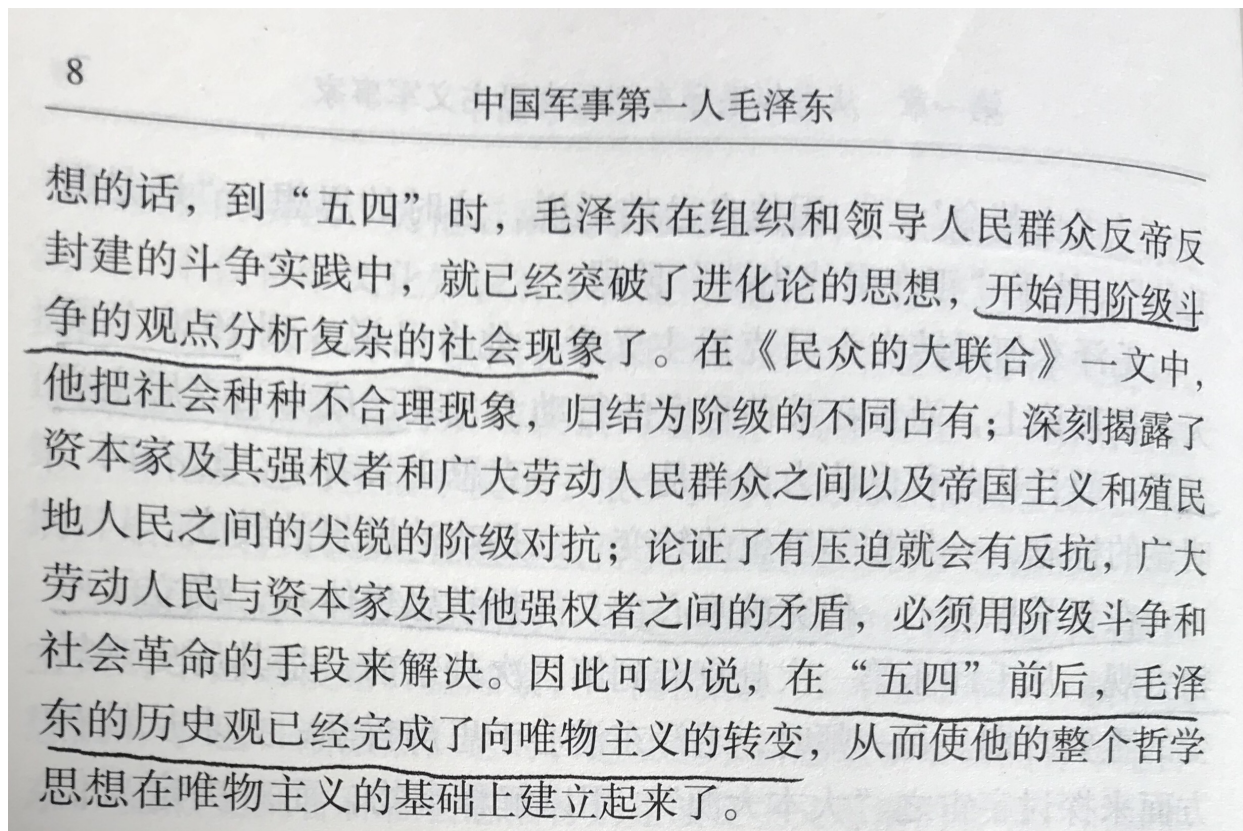 8
中国军事第一人毛泽东
想的话，到“五四”时，毛泽东在组织和领导人民群众反帝反
封建的斗争实践中，就已经突破了进化论的思想，开始用阶级斗
争的观点分析复杂的社会现象了。在《民众的大联合》一文中，
他把社会种种不合理现象，归结为阶级的不同占有；深刻揭露了
资本家及其强权者和广大劳动人民群众之间以及帝国主义和殖民
地人民之间的尖锐的阶级对抗；论证了有压迫就会有反抗，广大
劳动人民与资本家及其他强权者之间的矛盾，必须用阶级斗争和
社会革命的手段来解决。因此可以说，在“五四”前后，毛泽
东的历史观已经完成了向唯物主义的转变，从而使他的整个哲学
思想在唯物主义的基础上建立起来了。